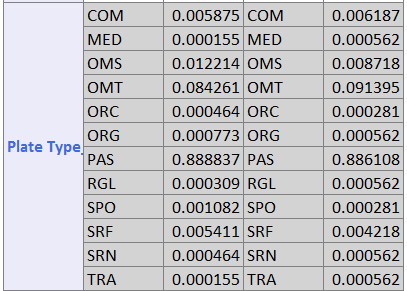 COM 0.005875 COM 0.006187
MED 0.000155 MED 0.000562
OMS 0.012214 OMS 0.008718
OMT 0.084261 OMT 0.091395
ORC 0.000464 ORC 0.000281
ORG 0.000773 ORG 0.000562
Plate Type_ PAS 0.888837 PAS 0.886108
RGL 0.000309 RGL 0.000562
SPO 0.001082 SPO 0.000281
SRF 0.005411 SRF 0.004218
SRN 0.000464 SRN 0.000562
TRA 0.000155 TRA 0.000562